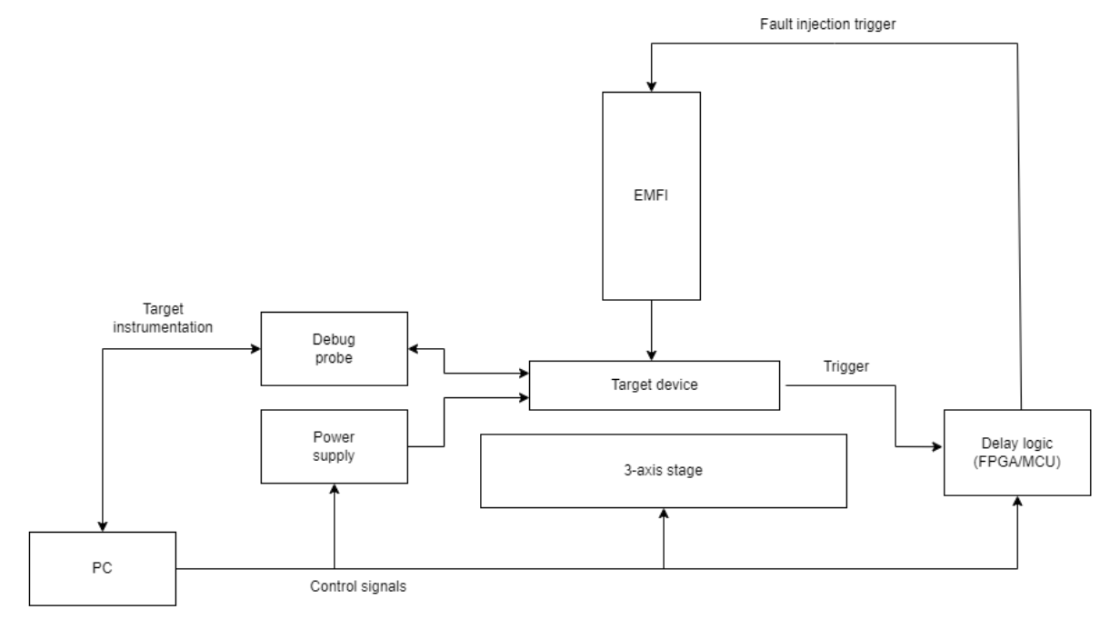 Fault injection trigger
EMFI
Target
instrumentation
Debug
probe
Target device
Trigger
Power
supply
3-axis stage
Delay logic
(FPGA/MCU)
PC
Control signals